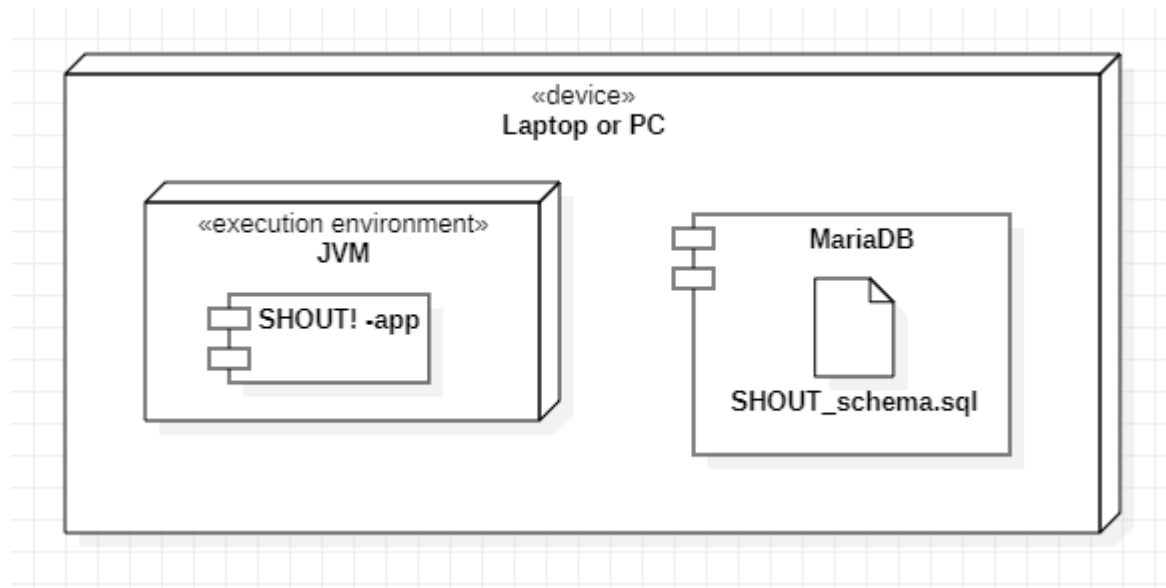 «device»
Laptop or PC
«execution environment»
JVM
SHOUT! -app
MariaDB
SHOUT_schema.sql